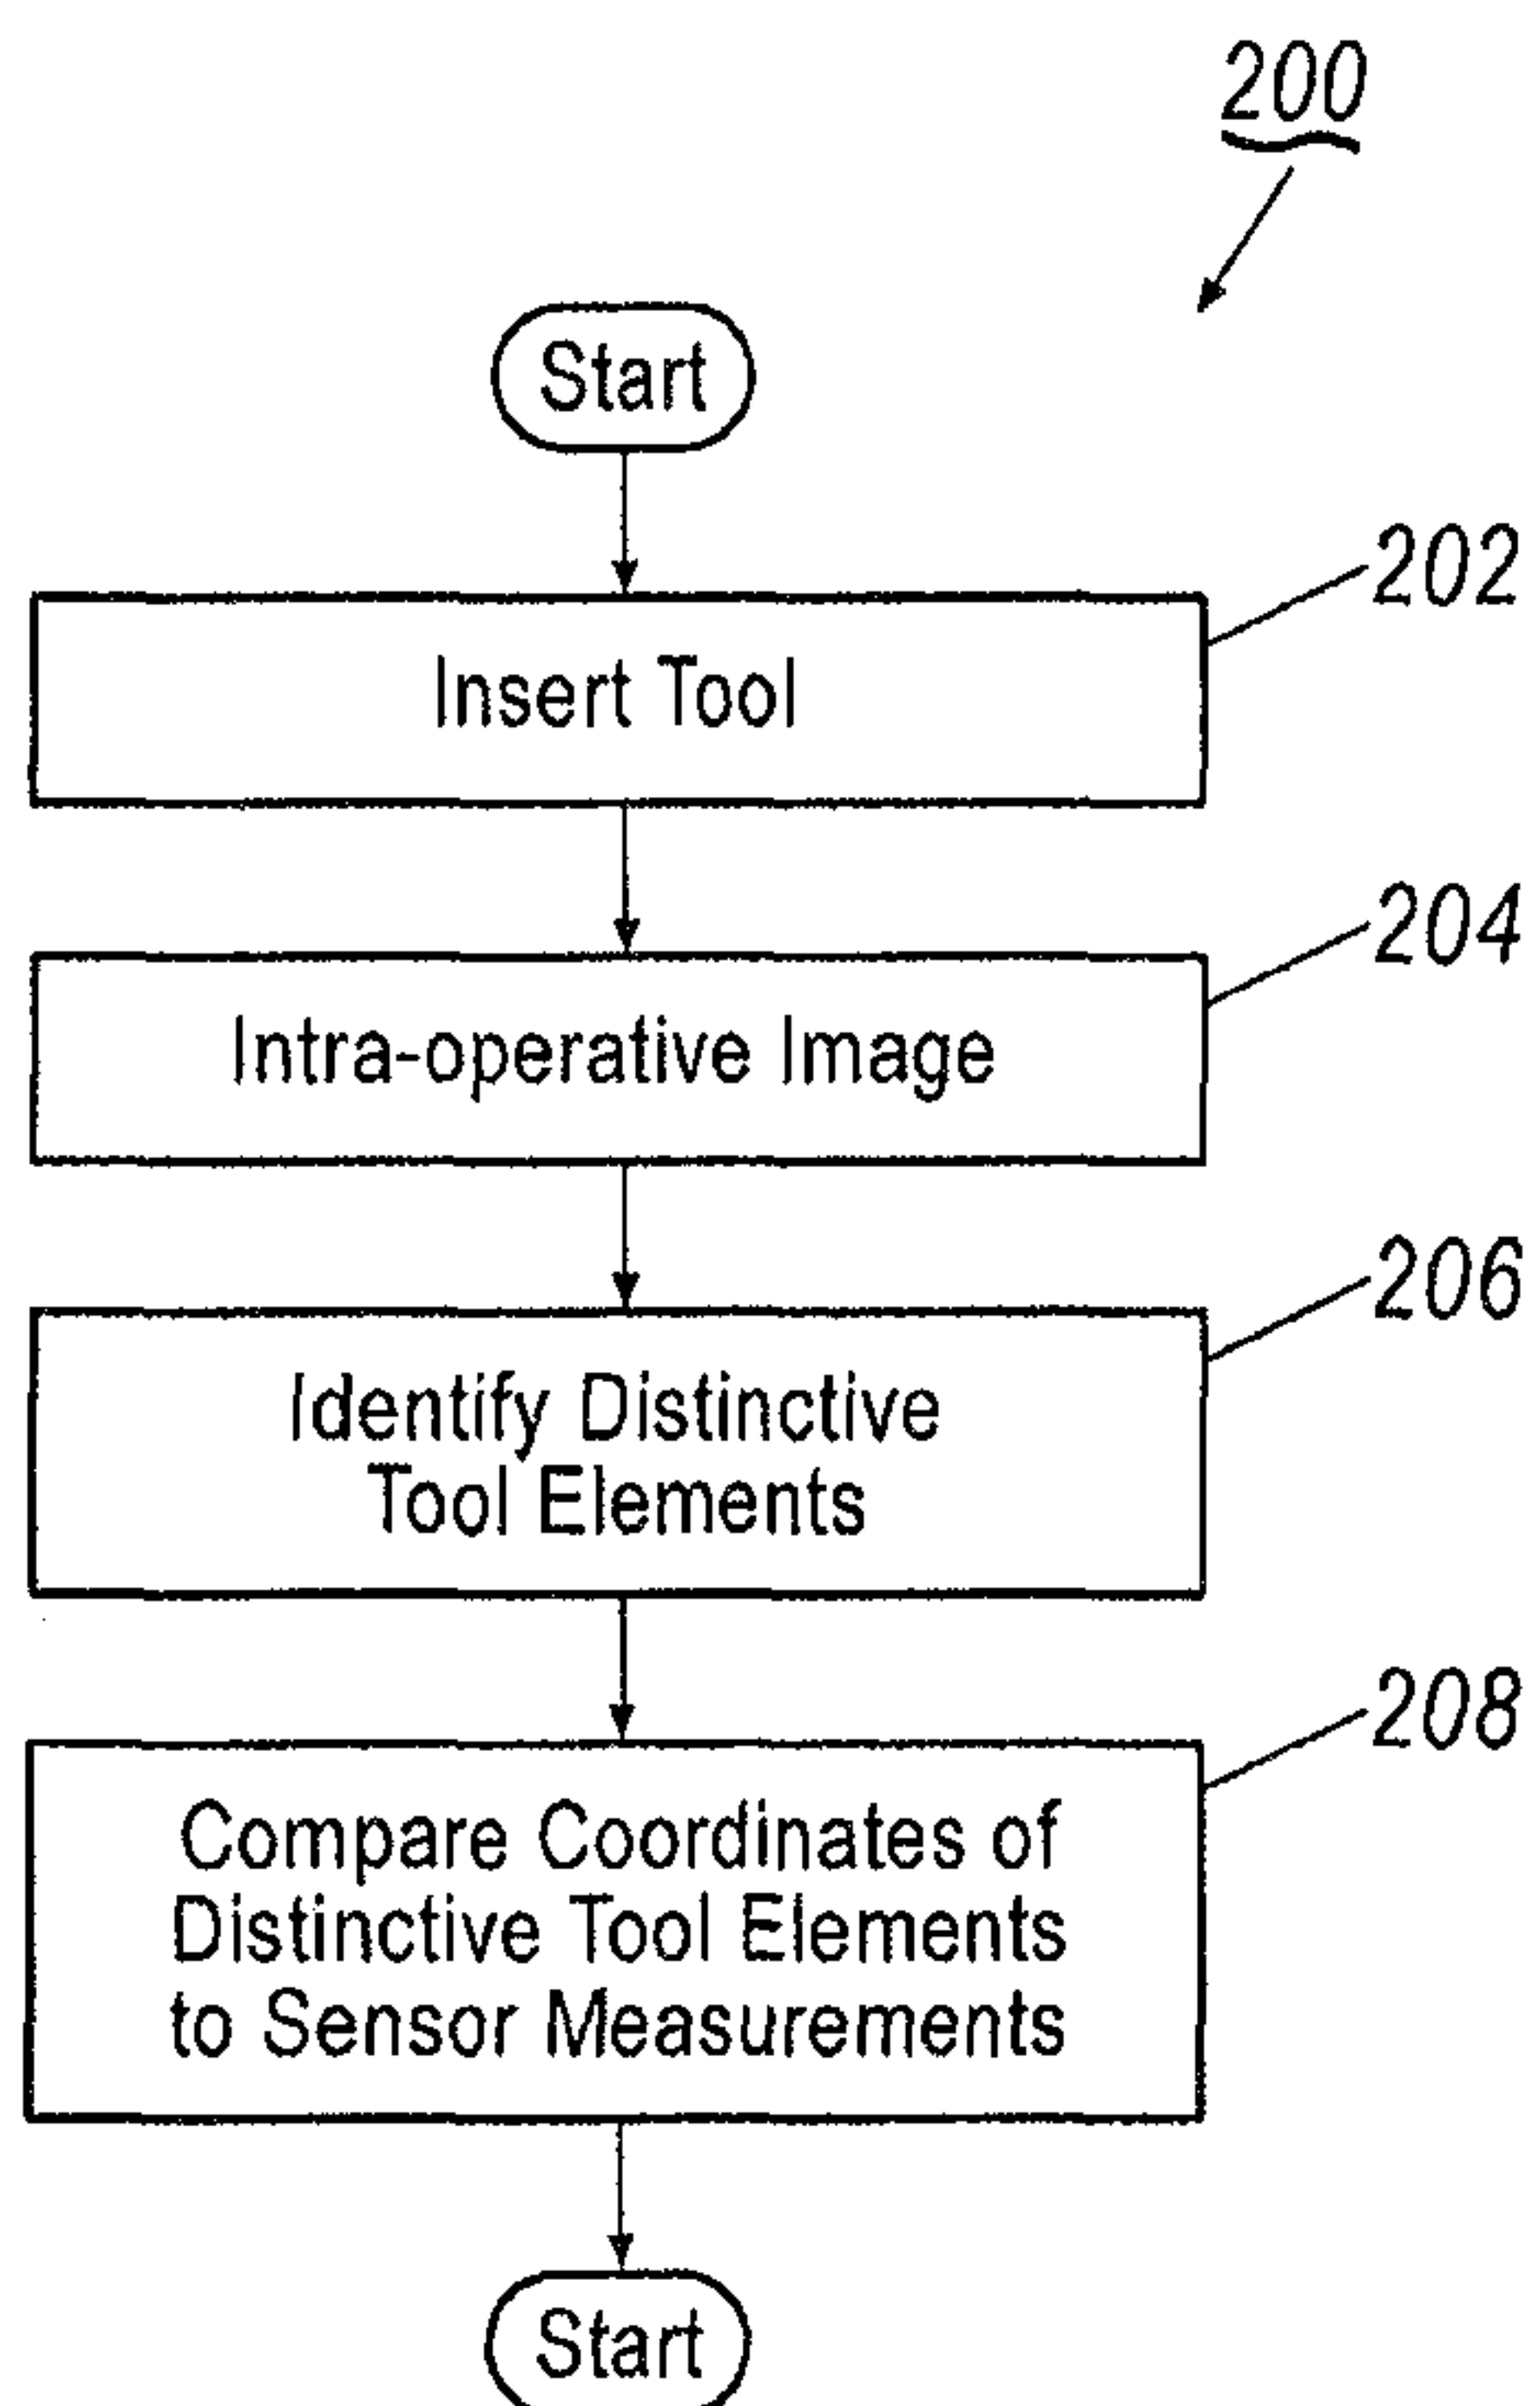 200
Start
202
Insert Tool
204
Intra-operative Image
206
Identify Distinctive
Tool Elements
208
Compare Coordinates of
Distinctive Tool Elements
to Sensor Measurements
Start